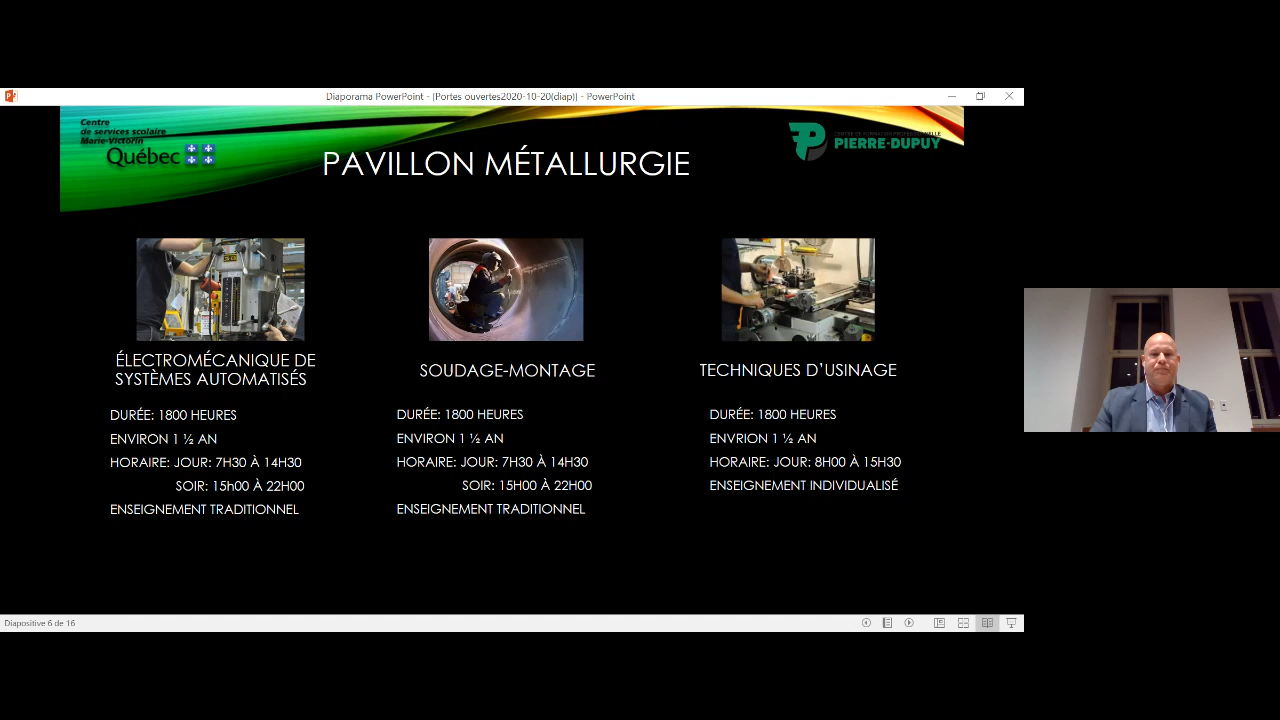 Diaporama PowerPoint - [Portes ouvertes2020-10-20(diap)] - PowerPoint
Centre
de services scolaire
Marie-Victorin
Québec
CENTRE DE FORMATION PROFESSIONNELLE
PIERRE-DUPUY
PAVILLON MÉTALLURGIE
ÉLECTROMÉCANIQUE DE
SYSTÈMES AUTOMATISÉS
DURÉE: 1800 HEURES
ENVIRON 1 ½ AN
HORAIRE: JOUR: 7H30 À 14H30
SOIR: 15h00 À 22H00
ENSEIGNEMENT TRADITIONNEL
SOUDAGE-MONTAGE
DURÉE: 1800 HEURES
ENVIRON 1 ½ AN
HORAIRE: JOUR: 7H30 À 14H30
SOIR: 15H00 À 22H00
ENSEIGNEMENT TRADITIONNEL
TECHNIQUES D’USINAGE
DURÉE: 1800 HEURES
ENVRION 1 ½ AN
HORAIRE: JOUR: 8H00 À 15H30
ENSEIGNEMENT INDIVIDUALISÉ
Diapositive 6 de 16